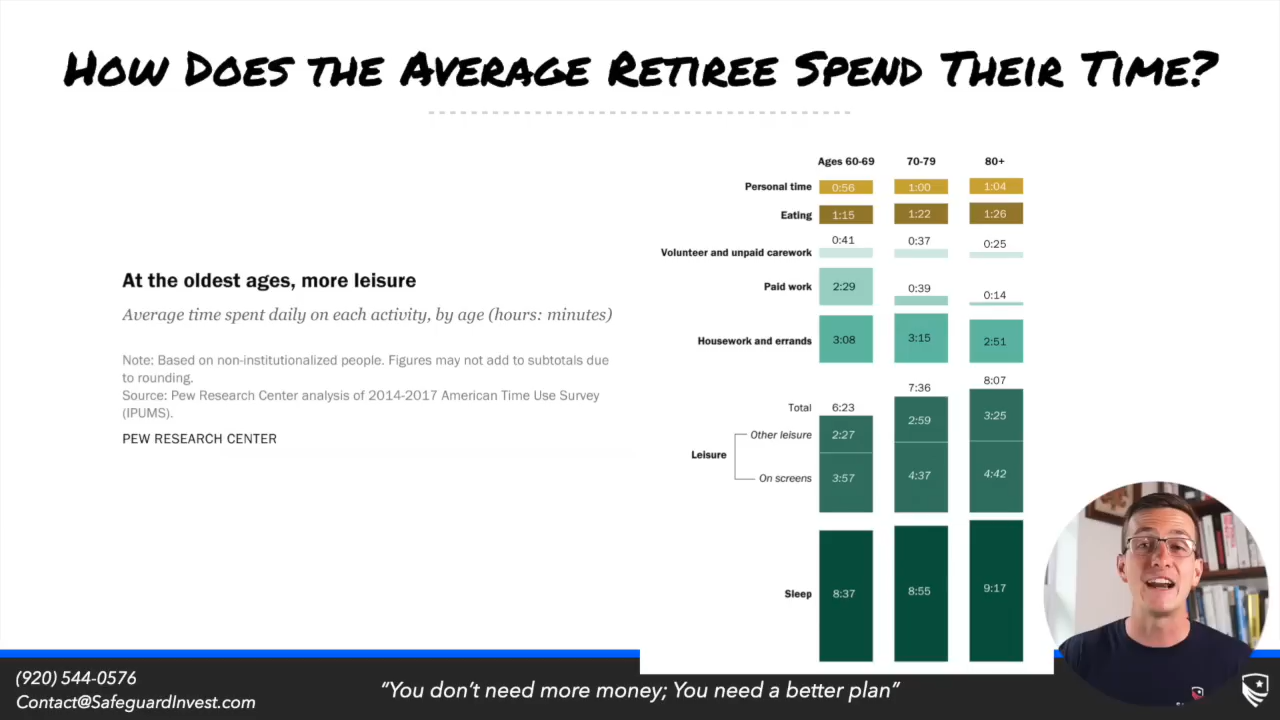 HOW DOES THE AVERAGE RETIREE SPEND THEIR TIME?
At the oldest ages, more leisure
Average time spent daily on each activity, by age (hours: minutes)
Note: Based on non-institutionalized people. Figures may not add to subtotals due
to rounding.
Source: Pew Research Center analysis of 2014-2017 American Time Use Survey
(IPUMS).
PEW RESEARCH CENTER
Ages 60-69 70-79 80+
Personal time 0:56 1:00 1:04
Eating 1:15 1:22 1:26
0:41 0:37 0:25
Volunteer and unpaid carework
Paid work 2:29 0:39 0:14
Housework and errands 3:08 3:15 2:51
Total 6:23 7:36 8:07
Other leisure 2:27 2:59 3:25
Leisure
On screens 3:57 4:37 4:42
Sleep 8:37 8:55 9:17
(920) 544-0576
Contact@SafeguardInvest.com
“You don’t need more money; You need a better plan”